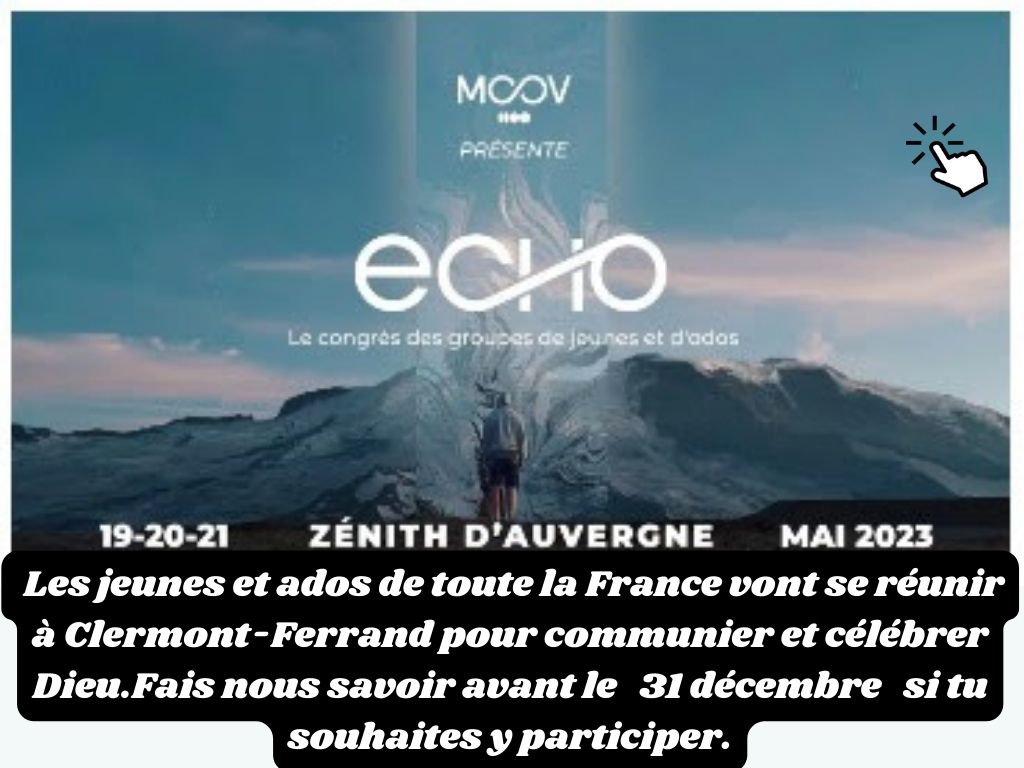 MOOV
PRÉSENTE
ECHO
Le congrès des groupes de jeunes et d'ados
19-20-21 ZÉNITH D'AUVERGNE MAI 2023
Les jeunes et ados de toute la France vont se réunir
à Clermont-Ferrand pour communier et célébrer
Dieu.Fais nous savoir avant le 31 décembre si tu
souhaites y participer.